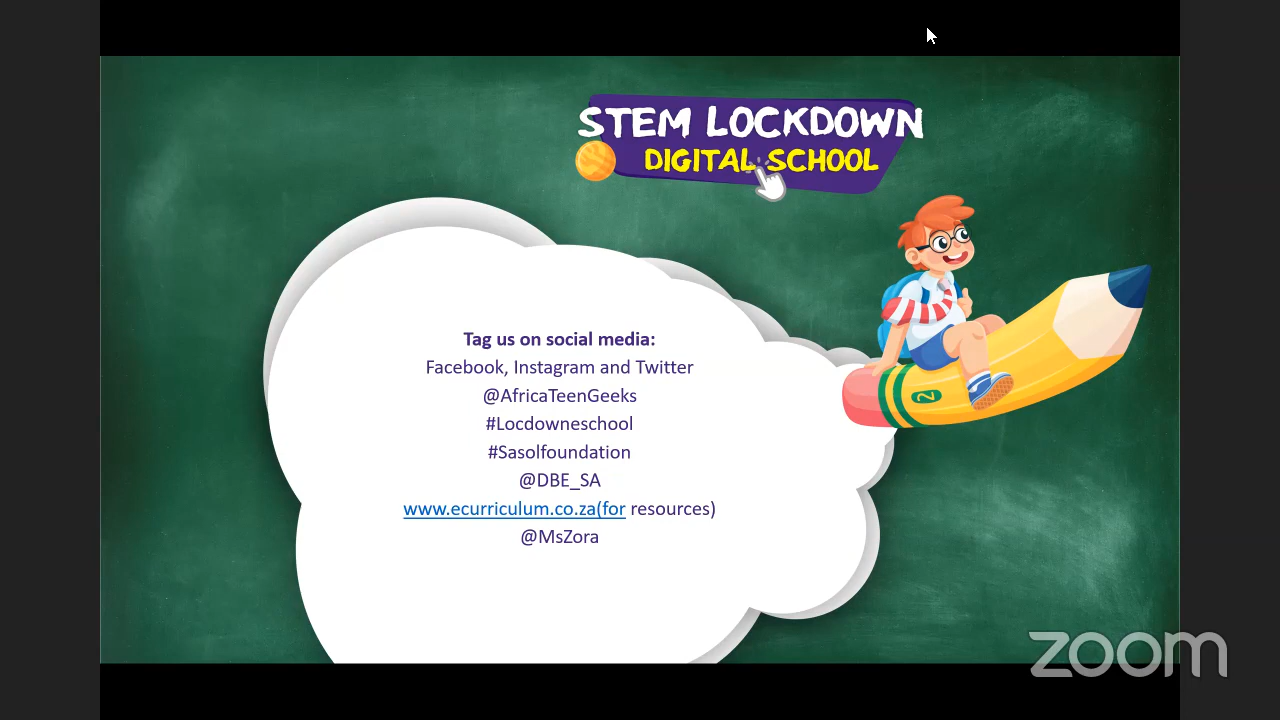 STEM LOCKDOWN
DIGITAL SCHOOL
Tag us on social media:
Facebook, Instagram and Twitter
@AfricaTeenGeeks
#Locdowneschool
#Sasolfoundation
@DBE_SA
www.ecurriculum.co.za(for resources)
@MsZora
2
zoom